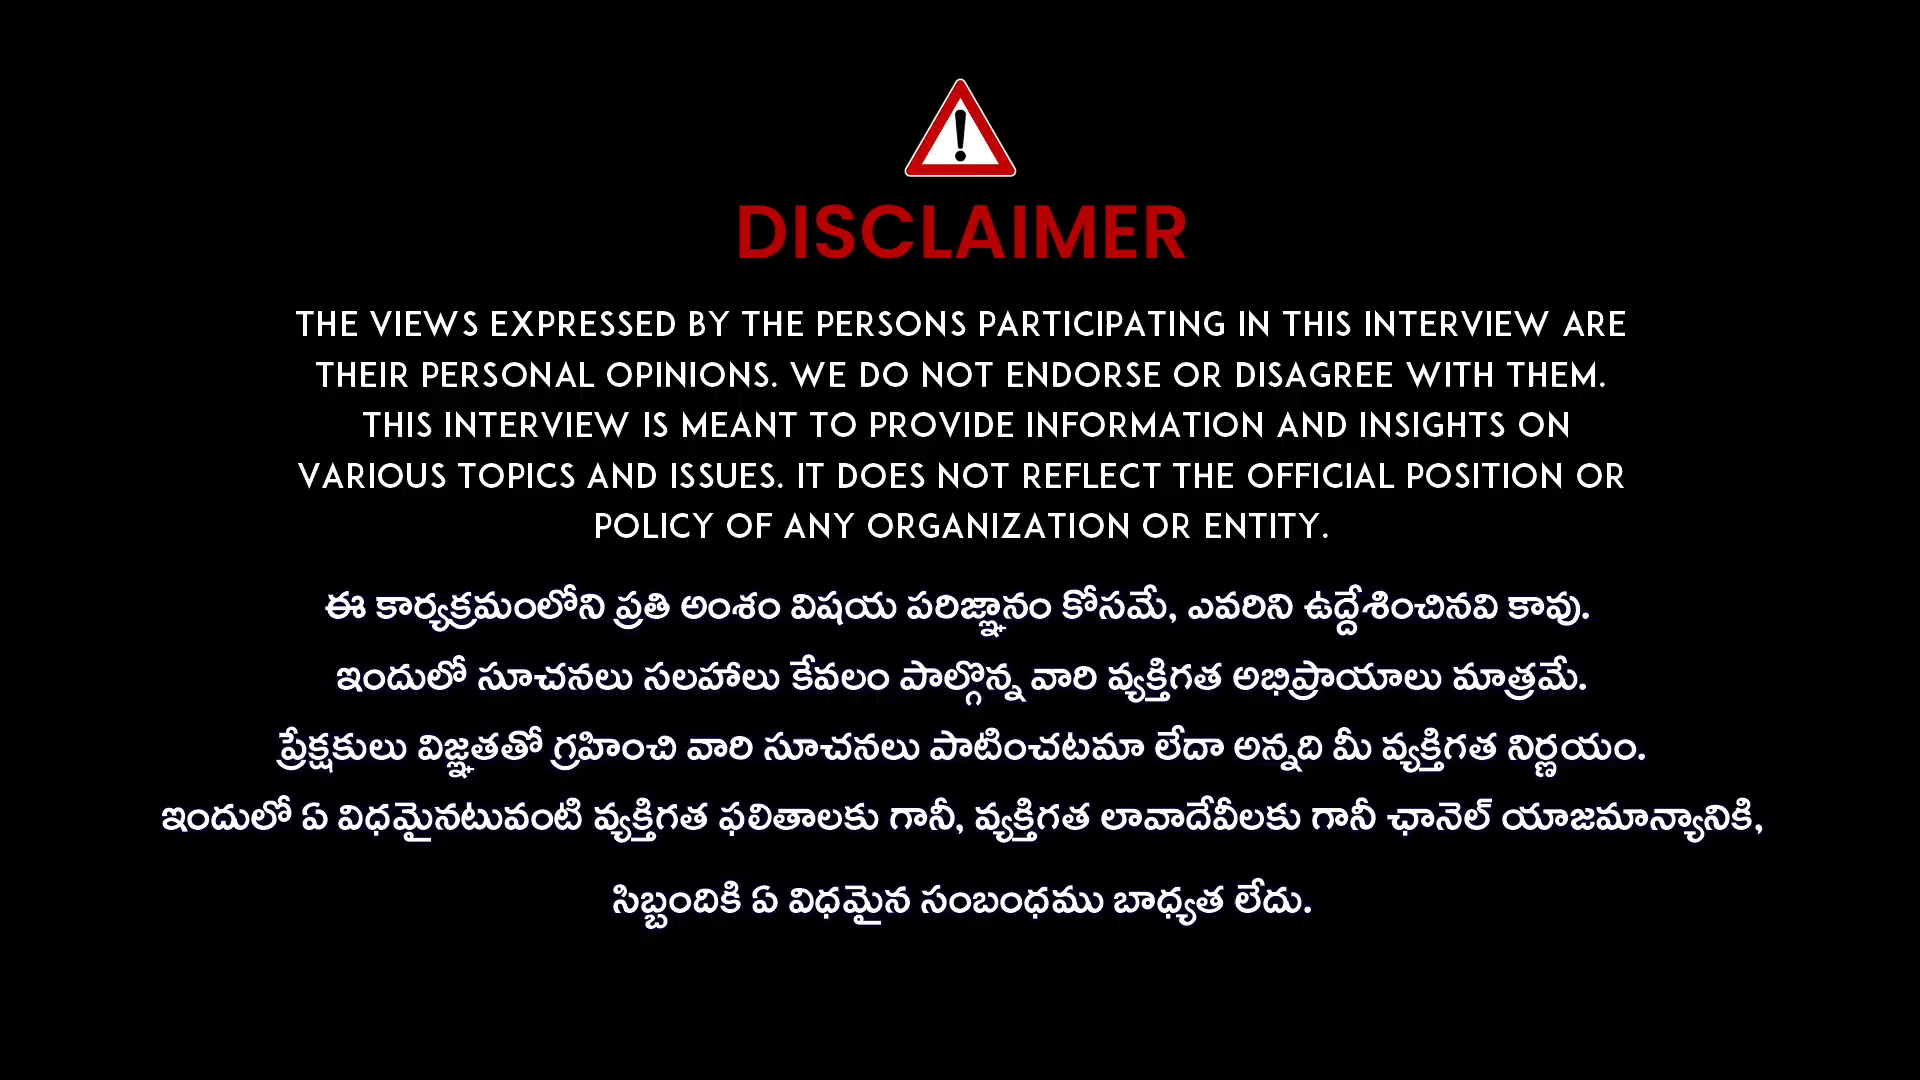 DISCLAIMER
THE VIEWS EXPRESSED BY THE PERSONS PARTICIPATING IN THIS INTERVIEW ARE
THEIR PERSONAL OPINIONS. WE DO NOT ENDORSE OR DISAGREE WITH THEM.
THIS INTERVIEW IS MEANT TO PROVIDE INFORMATION AND INSIGHTS ON
VARIOUS TOPICS AND ISSUES. IT DOES NOT REFLECT THE OFFICIAL POSITION OR
POLICY OF ANY ORGANIZATION OR ENTITY.
ఈ కార్యక్రమంలోని ప్రతి అంశం విషయ పరిజ్ఞానం కోసమే, ఎవరిని ఉద్దేశించినవి కావు.
ఇందులో సూచనలు సలహాలు కేవలం పాల్గొన్న వారి వ్యక్తిగత అభిప్రాయాలు మాత్రమే.
ప్రేక్షకులు విజ్ఞతతో గ్రహించి వారి సూచనలు పాటించటమా లేదా అన్నది మీ వ్యక్తిగత నిర్ణయం.
ఇందులో ఏ విధమైనటువంటి వ్యక్తిగత ఫలితాలకు గానీ, వ్యక్తిగత లావాదేవీలకు గానీ ఛానెల్ యాజమాన్యానికి,
సిబ్బందికి ఏ విధమైన సంబంధము బాధ్యత లేదు.